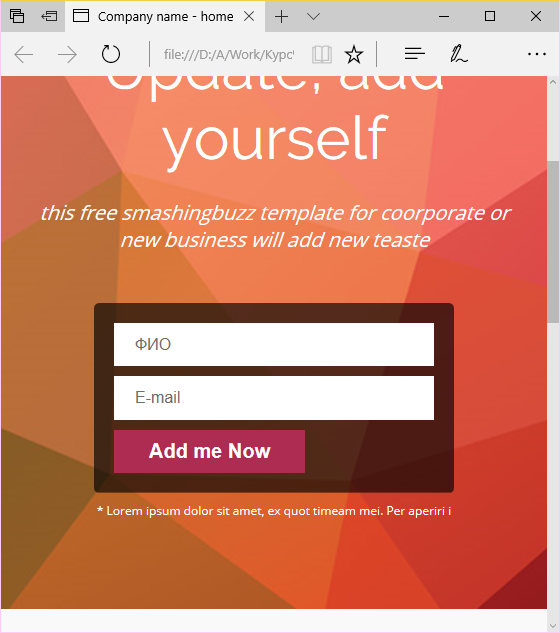 Company name - home
file:///D:/A/Work/Курс
Update, add
yourself
this free smashingbuzz template for coorporate or
new business will add new teaste
ФИО
E-mail
Add me Now
* Lorem ipsum dolor sit amet, ex quot timeam mei. Per aperiri i